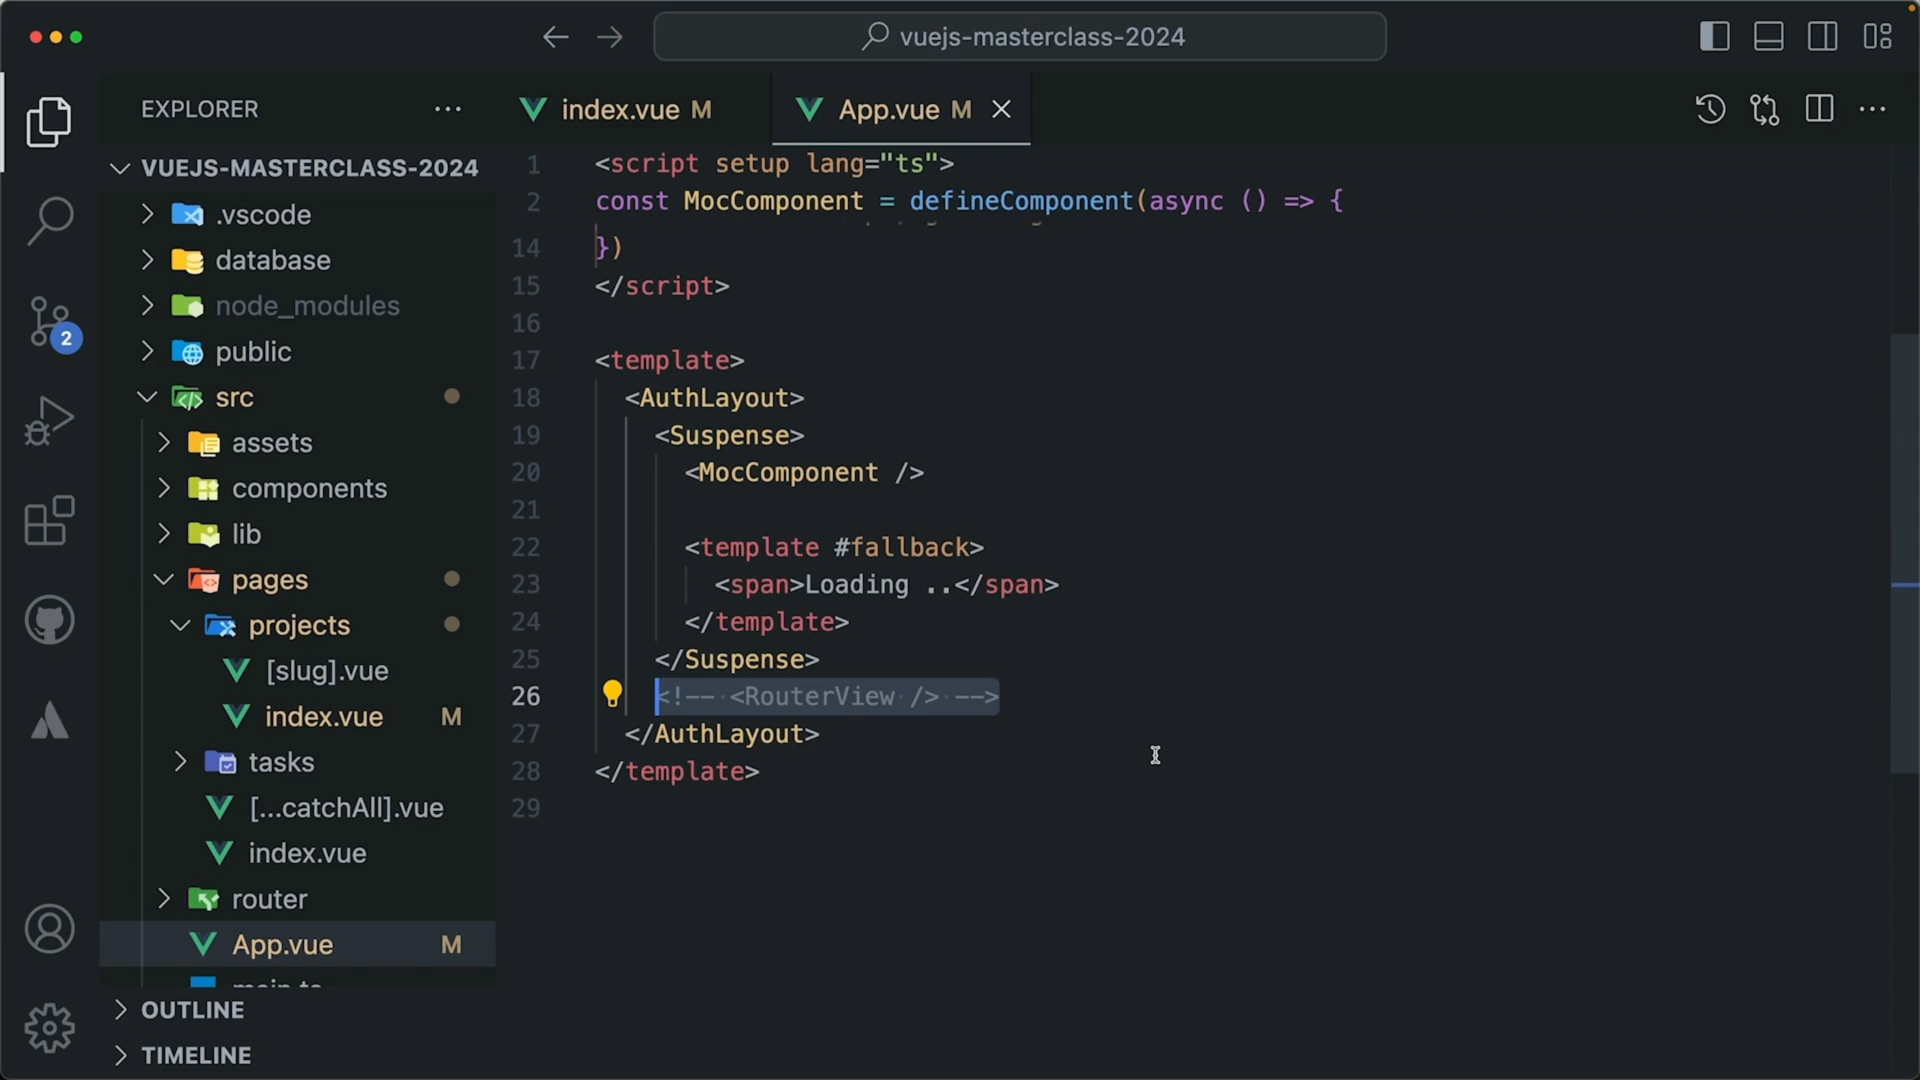 vuejs-masterclass-2024
EXPLORER
index.vue M
App.vue M
VUEJS-MASTERCLASS-2024
.vscode
database
node_modules
public
src
assets
components
lib
pages
projects
[slug].vue
index.vue M
tasks
[...catchAll].vue
index.vue
router
App.vue M
main.ts
OUTLINE
TIMELINE
2
1 <script setup lang="ts">
2 const MocComponent = defineComponent(async () => {
14 })
15 </script>
16
17 <template>
18 <AuthLayout>
19 <Suspense>
20 <MocComponent />
21
22 <template #fallback>
23 <span>Loading ..</span>
24 </template>
25 </Suspense>
26 <!-- <RouterView /> -->
27 </AuthLayout>
28 </template>
29